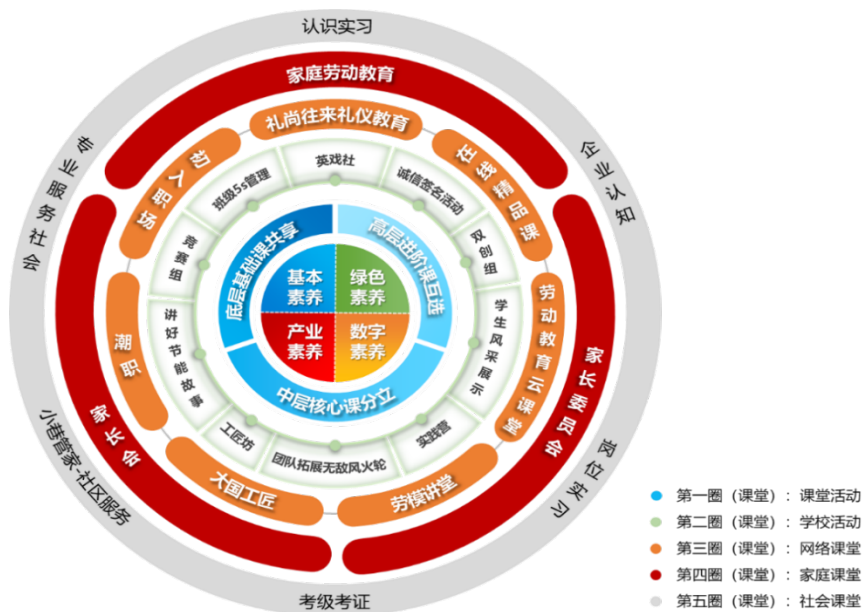 认识实习
企业认知
岗位实习
考级考证
小巷管家-社区服务
专业服务社会
家庭劳动教育
家长委员会
家长会
礼尚往来礼仪教育
在线精品课
劳动教育云课堂
劳模讲堂
大国工匠
职潮
初入职场
英戏社
诚信签名活动
双创组
学生风采展示
实践营
团队拓展无敌风火轮
工匠坊
讲好节能故事
竞赛组
班级5s管理
底层基础课共享
高层进阶课互选
中层核心课分立
基本
素养
绿色
素养
产业
素养
数字
素养
第一圈（课堂）：课堂活动
第二圈（课堂）：学校活动
第三圈（课堂）：网络课堂
第四圈（课堂）：家庭课堂
第五圈（课堂）：社会课堂